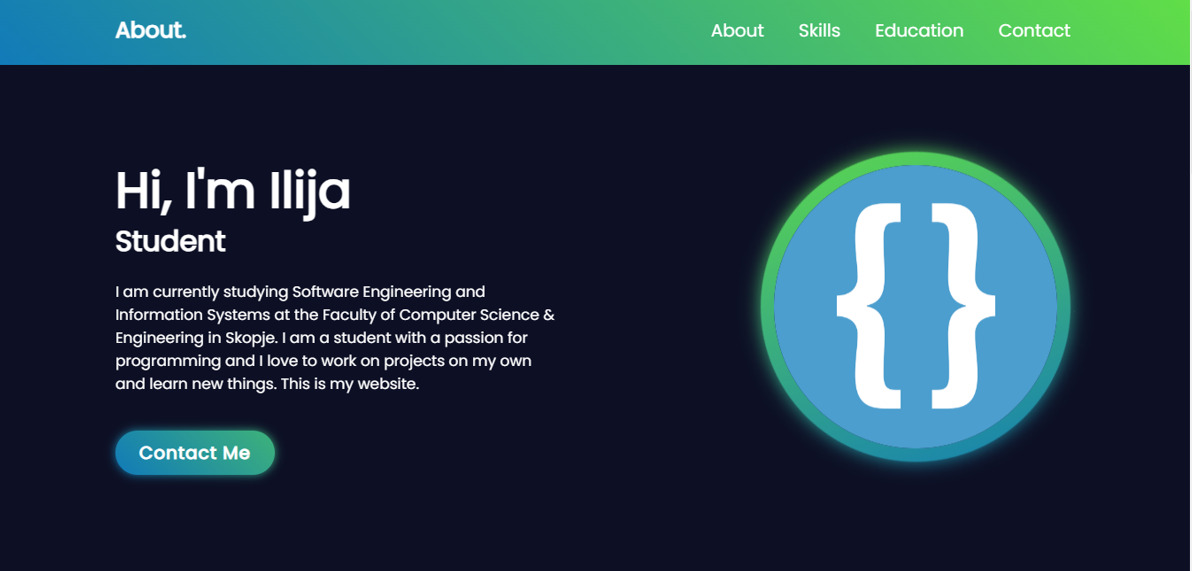 About.
About Skills Education Contact
Hi, I'm Ilija
Student
I am currently studying Software Engineering and
Information Systems at the Faculty of Computer Science &
Engineering in Skopje. I am a student with a passion for
programming and I love to work on projects on my own
and learn new things. This is my website.
Contact Me
{ }